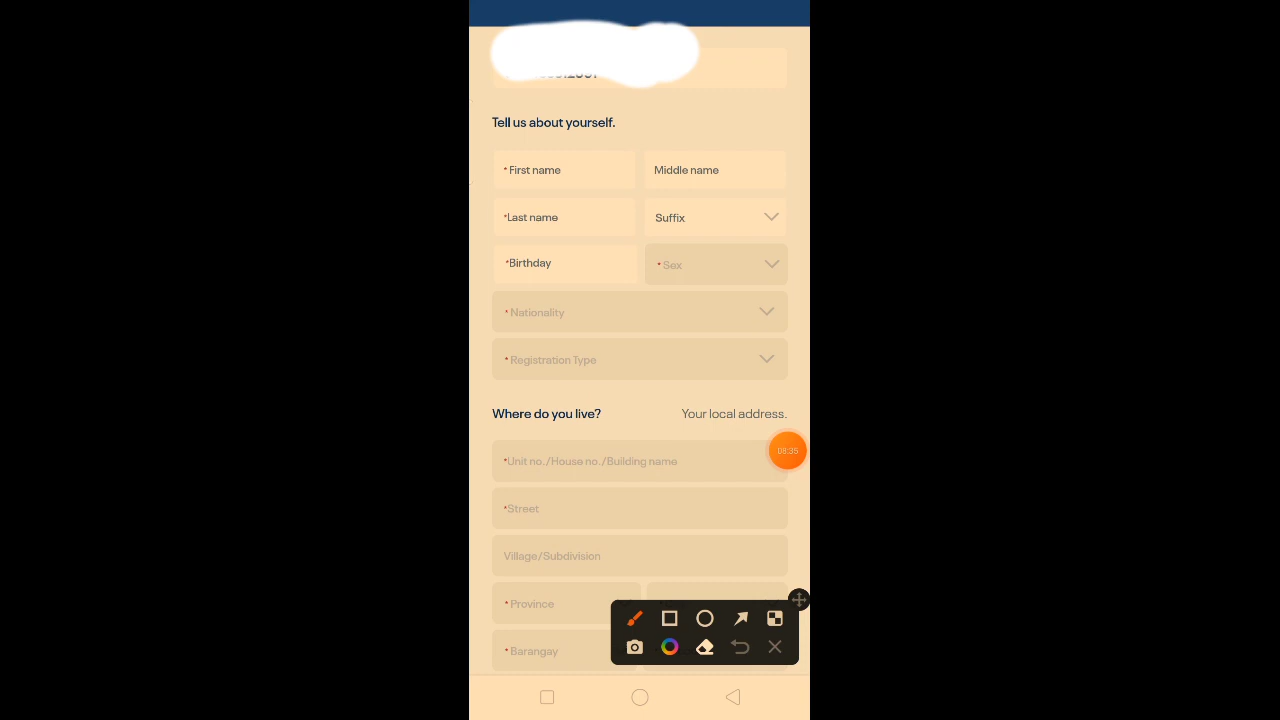 Tell us about yourself.
* First name
Middle name
*Last name
Suffix
*Birthday
* Sex
* Nationality
* Registration Type
Where do you live?
Your local address.
*Unit no./House no./Building name
*Street
Village/Subdivision
* Province
* Barangay